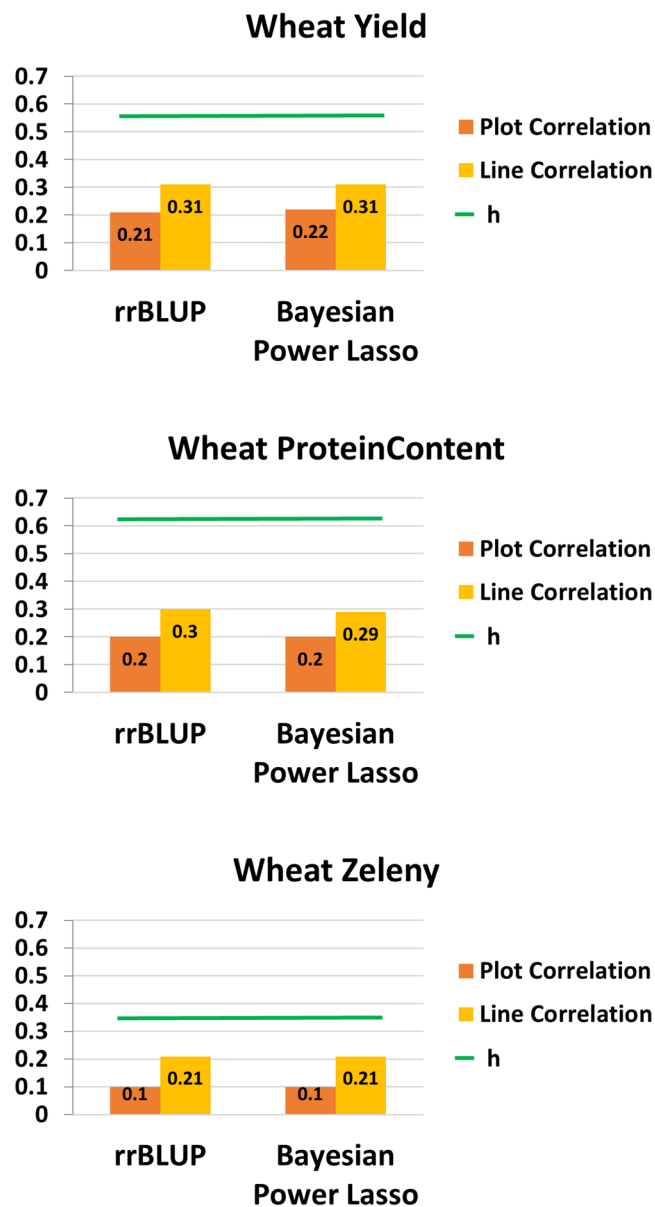 Wheat Yield
0.7
0.6
0.5
0.4
0.3
0.2
0.1
0
0.21
0.31
0.22
0.31
rrBLUP
Bayesian
Power Lasso
Plot Correlation
Line Correlation
h
Wheat ProteinContent
0.7
0.6
0.5
0.4
0.3
0.2
0.1
0
0.2
0.3
0.2
0.29
rrBLUP
Bayesian
Power Lasso
Plot Correlation
Line Correlation
h
Wheat Zeleny
0.7
0.6
0.5
0.4
0.3
0.2
0.1
0
0.1
0.21
0.1
0.21
rrBLUP
Bayesian
Power Lasso
Plot Correlation
Line Correlation
h